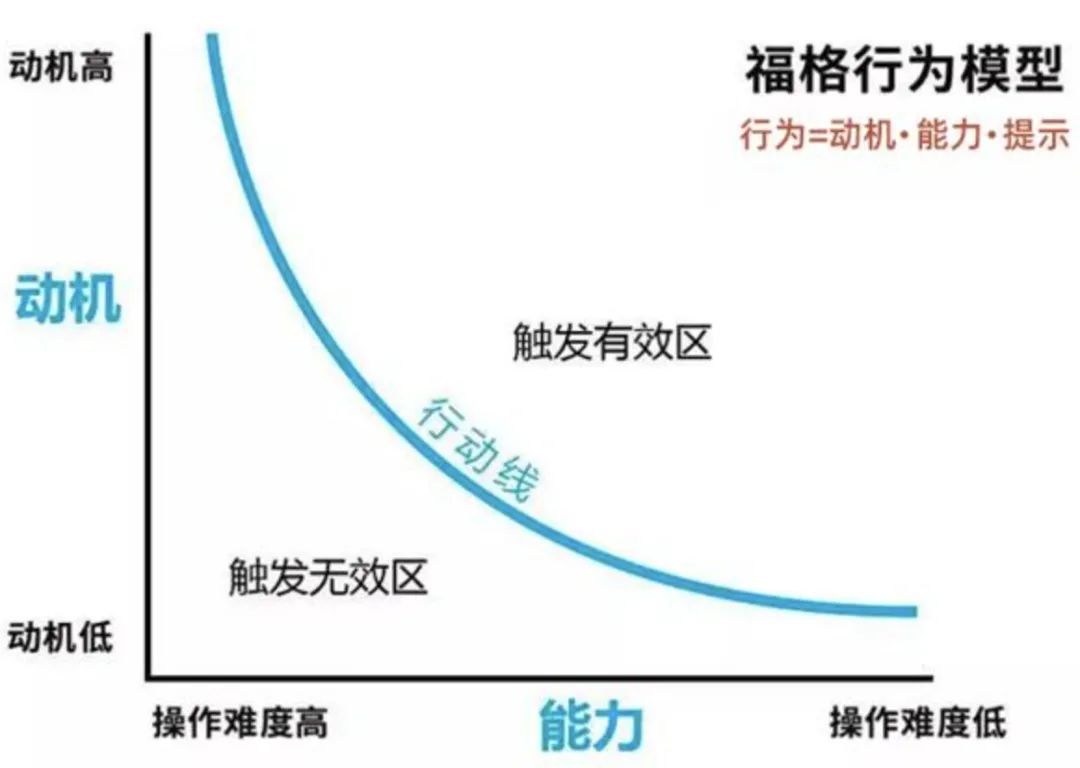 动机高
福格行为模型
行为=动机·能力·提示
动机
触发有效区
行动线
触发无效区
动机低
操作难度高
能力
操作难度低